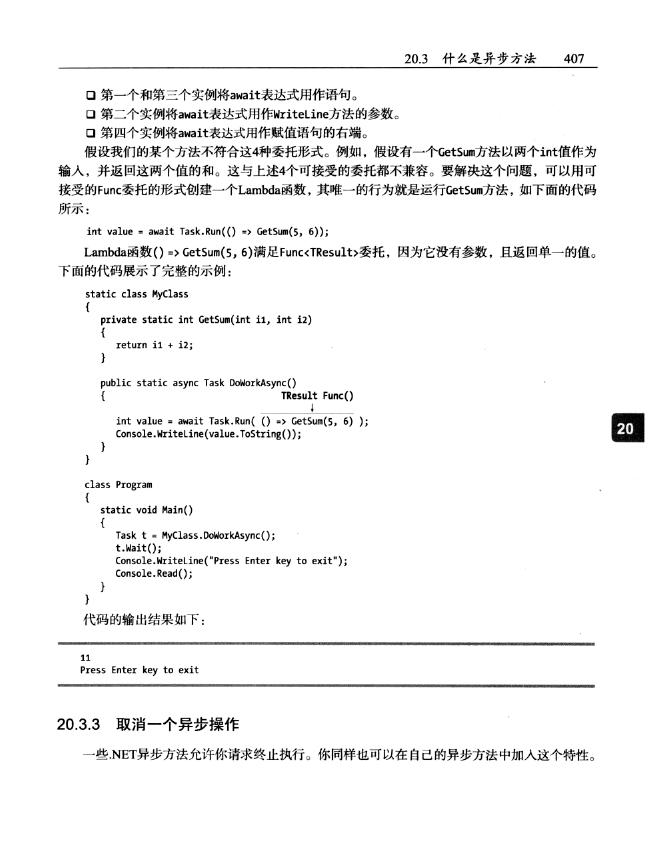 20.3 什么是异步方法 407
❑ 第一个和第三个实例将await表达式用作语句。
❑ 第二个实例将await表达式用作WriteLine方法的参数。
❑ 第四个实例将await表达式用作赋值语句的右端。
假设我们的某个方法不符合这4种委托形式。例如，假设有一个GetSum方法以两个int值作为
输入，并返回这两个值的和。这与上述4个可接受的委托都不兼容。要解决这个问题，可以用可
接受的Func委托的形式创建一个Lambda函数，其唯一的行为就是运行GetSum方法，如下面的代码
所示：
int value = await Task.Run(() => GetSum(5, 6));
Lambda函数() => GetSum(5, 6)满足Func<TResult>委托，因为它没有参数，且返回单一的值。
下面的代码展示了完整的示例：
static class MyClass
{
private static int GetSum(int i1, int i2)
{
return i1 + i2;
}
public static async Task DoWorkAsync()
{ TResult Func()
↓
int value = await Task.Run( () => GetSum(5, 6) );
Console.WriteLine(value.ToString());
}
}
20
class Program
{
static void Main()
{
Task t = MyClass.DoWorkAsync();
t.Wait();
Console.WriteLine("Press Enter key to exit");
Console.Read();
}
}
代码的输出结果如下：
11
Press Enter key to exit
20.3.3 取消一个异步操作
一些.NET异步方法允许你请求终止执行。你同样也可以在自己的异步方法中加入这个特性。